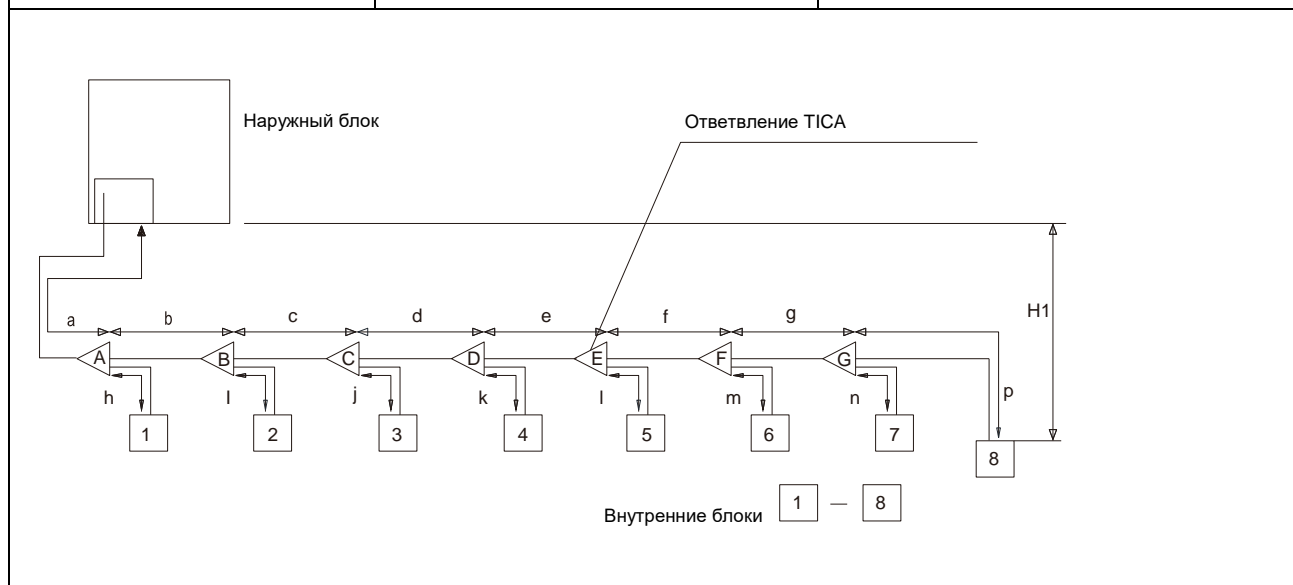 Наружный блок
Ответвление TICA
a b c d e f g
H1
A B C D E F G
h l j k l m n p
1 2 3 4 5 6 7
8
Внутренние блоки 1 — 8